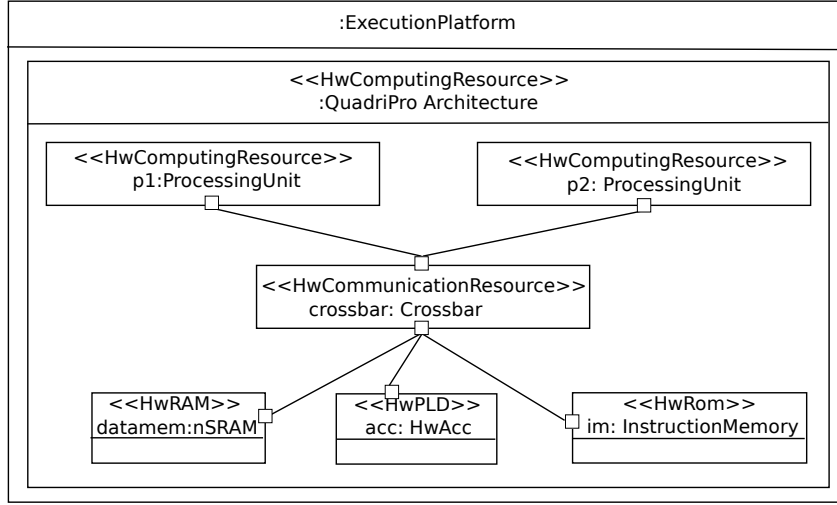 :ExecutionPlatform
<<HwComputingResource>>
:QuadriPro Architecture
<<HwComputingResource>>
p1:ProcessingUnit
<<HwComputingResource>>
p2: ProcessingUnit
<<HwCommunicationResource>>
crossbar: Crossbar
<<HwRAM>>
datamem:nSRAM
<<HwPLD>>
acc: HwAcc
<<HwRom>>
im: InstructionMemory